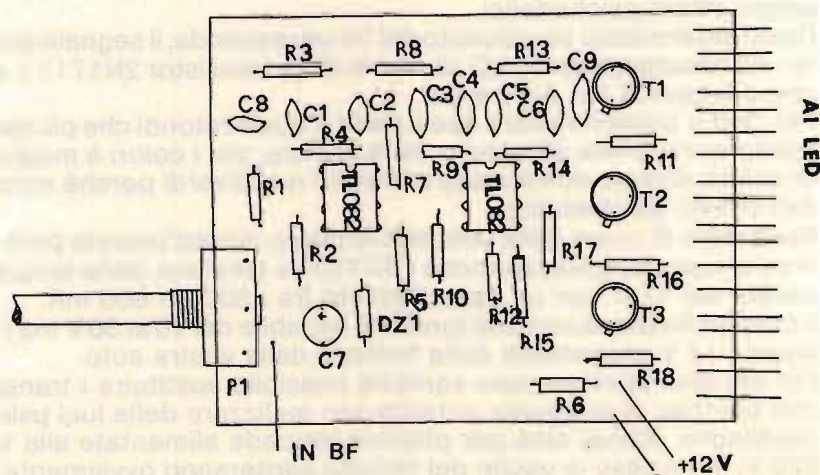 R3 R8 R13 C9
C8 C1 C2 C3 C4 C5 C6 T1
R4 R11
R1 R7 R9 R14
TL082 TL082 T2
R2 R17
R16
R5 R10 R12
DZ1 R15 T3
C7
P1 R18
R6
IN BF +12V
AI LED